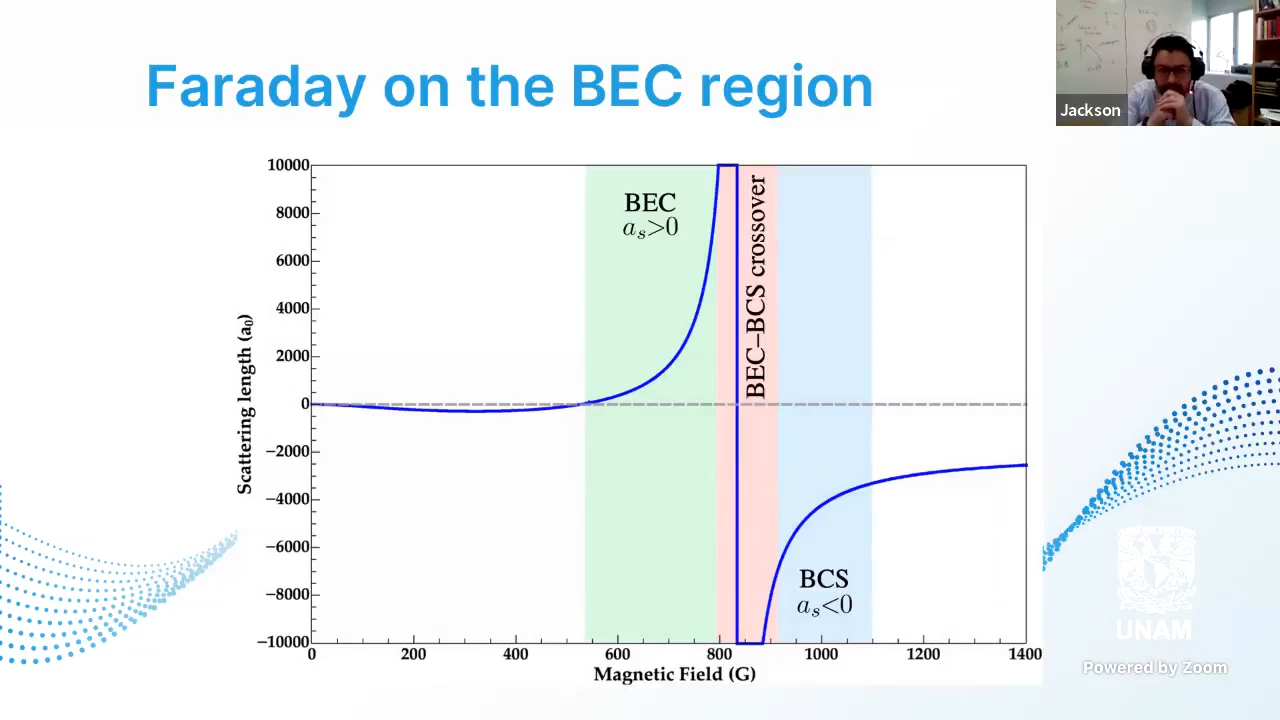 Faraday on the BEC region
Jackson
10000
8000
6000
4000
2000
0
−2000
−4000
−6000
−8000
−10000
Scattering length (a₀)
BEC
aₛ>0
BEC–BCS crossover
BCS
aₛ<0
0 200 400 600 800 1000 1200 1400
Magnetic Field (G)
UNAM
Powered by Zoom